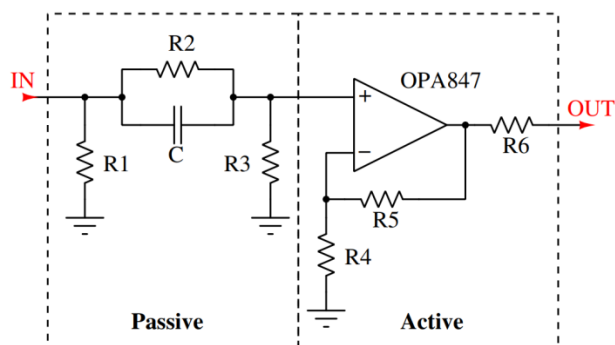 R2
OPA847
IN
OUT
+
R6
C
R1
R3
−
R5
R4
Passive
Active